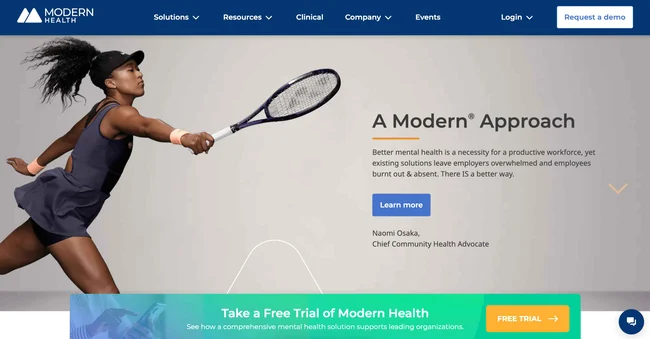 MODERN
HEALTH
Solutions
Resources
Clinical
Company
Events
Login
Request a demo
A Modern® Approach
Better mental health is a necessity for a productive workforce, yet
existing solutions leave employers overwhelmed and employees
burnt out & absent. There IS a better way.
Learn more
Naomi Osaka,
Chief Community Health Advocate
Take a Free Trial of Modern Health
See how a comprehensive mental health solution supports leading organizations.
FREE TRIAL